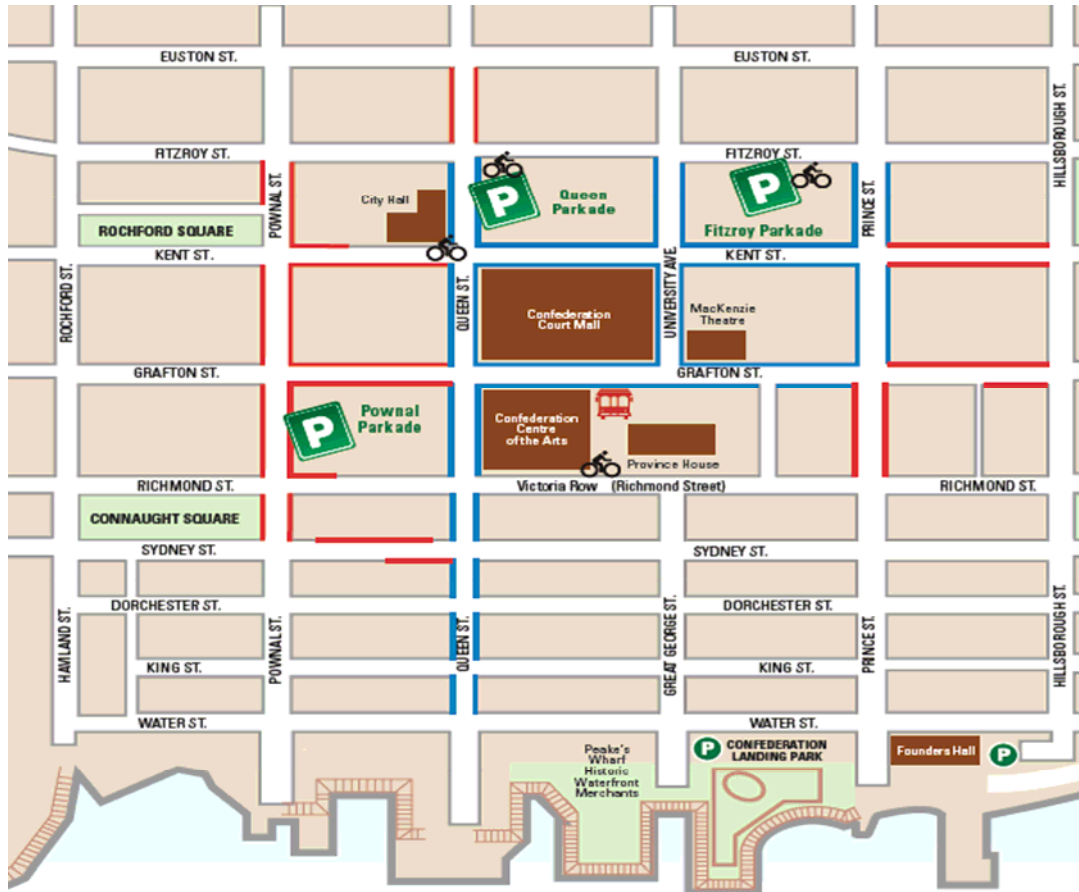 EUSTON ST.
EUSTON ST.
HILLSBOROUGH ST.
FITZROY ST.
FITZROY ST.
POWNAL ST.
City Hall
P
Queen
Parkade
P
Fitzroy Parkade
PRINCE ST.
ROCHFORD SQUARE
KENT ST.
KENT ST.
ROCHFORD ST.
QUEEN ST.
UNIVERSITY AVE.
Confederation
Court Mall
MacKenzie
Theatre
GRAFTON ST.
GRAFTON ST.
P
Pownal
Parkade
Confederation
Centre
of the Arts
Province House
RICHMOND ST.
Victoria Row (Richmond Street)
RICHMOND ST.
CONNAUGHT SQUARE
SYDNEY ST.
SYDNEY ST.
HAVILAND ST.
DORCHESTER ST.
DORCHESTER ST.
POWNAL ST.
QUEEN ST.
GREAT GEORGE ST.
PRINCE ST.
HILLSBOROUGH ST.
KING ST.
KING ST.
WATER ST.
WATER ST.
Peake's
Wharf
Historic
Waterfront
Merchants
P
CONFEDERATION
LANDING PARK
Founders Hall
P